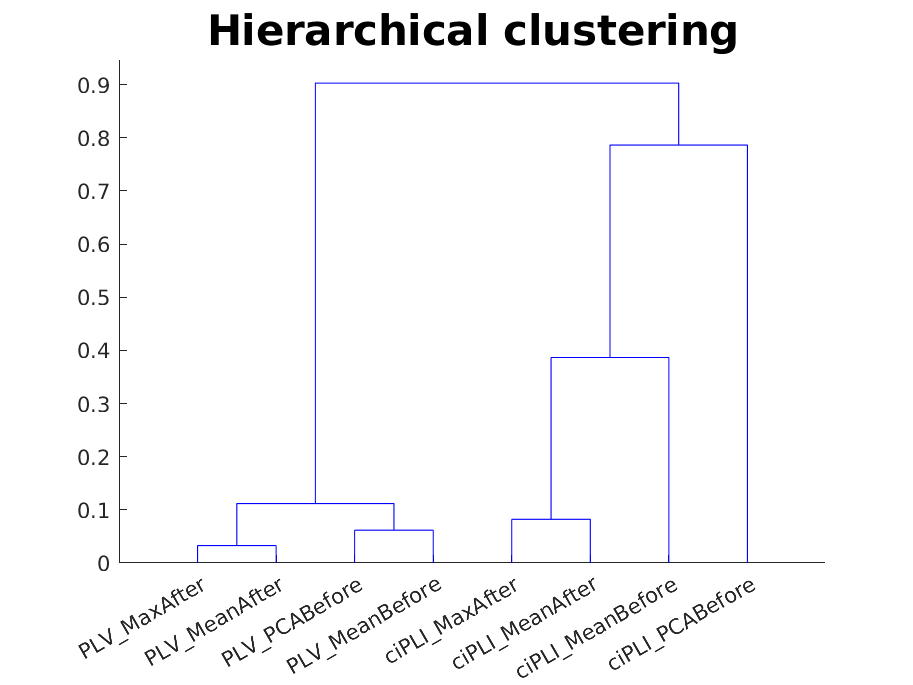 Hierarchical clustering
0.9
0.8
0.7
0.6
0.5
0.4
0.3
0.2
0.1
0
PLV_MaxAfter
PLV_MeanAfter
PLV_PCABefore
PLV_MeanBefore
ciPLI_MaxAfter
ciPLI_MeanAfter
ciPLI_MeanBefore
ciPLI_PCABefore